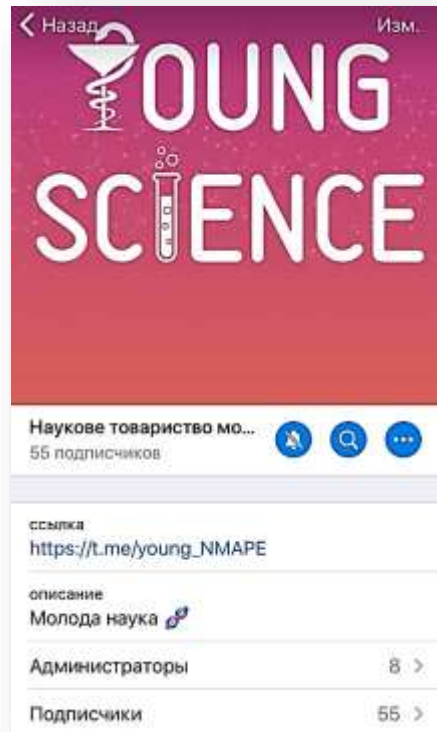 Назад
Изм.
YOUNG
SCIENCE
Наукове товариство мо...
55 подписчиков
ссылка
https://t.me/young_NMAPE
описание
Молода наука 🧬
Администраторы 8
Подписчики 55